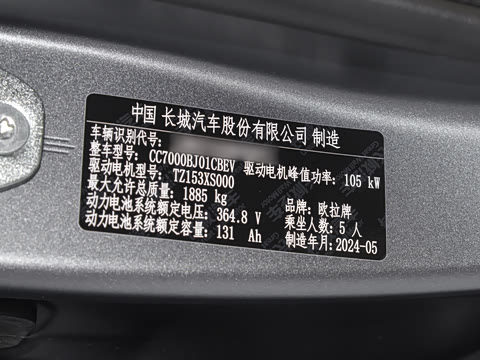 中国 长城汽车股份有限公司 制造
车辆识别代号:
整车型号: CC7000BJ01CBEV 驱动电机峰值功率: 105 kW
驱动电机型号: TZ153XS000
最大允许总质量: 1885 kg 品牌: 欧拉牌
动力电池系统额定电压: 364.8 V 乘坐人数: 5 人
动力电池系统额定容量: 131 Ah 制造年月: 2024-05